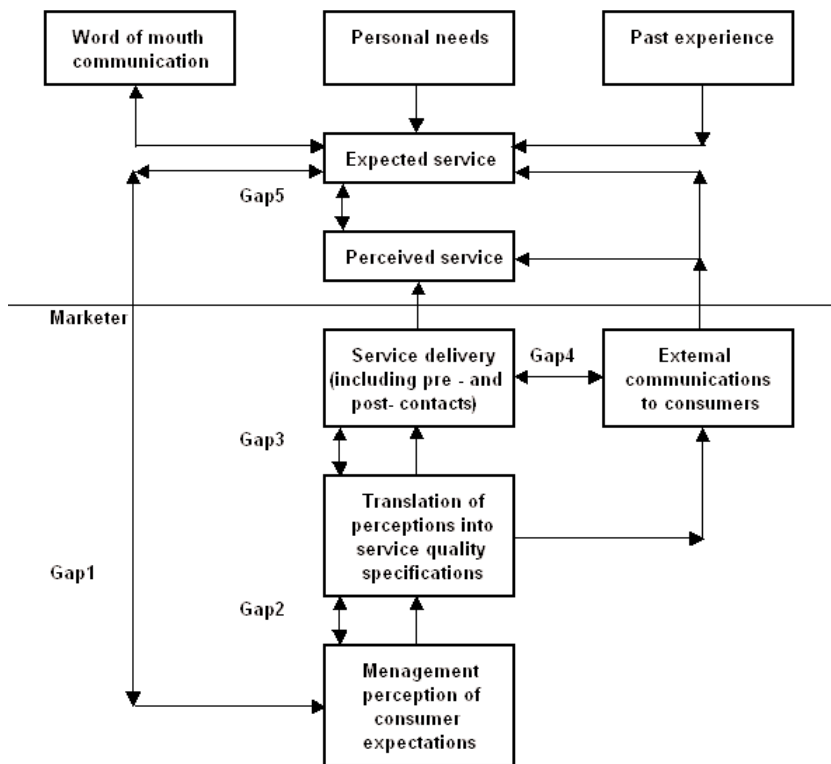 Word of mouth
communication
Personal needs
Past experience
Expected service
Gap5
Perceived service
Marketer
Service delivery
(including pre - and
post- contacts)
Gap4
External
communications
to consumers
Gap3
Translation of
perceptions into
service quality
specifications
Gap1
Gap2
Menagement
perception of
consumer
expectations